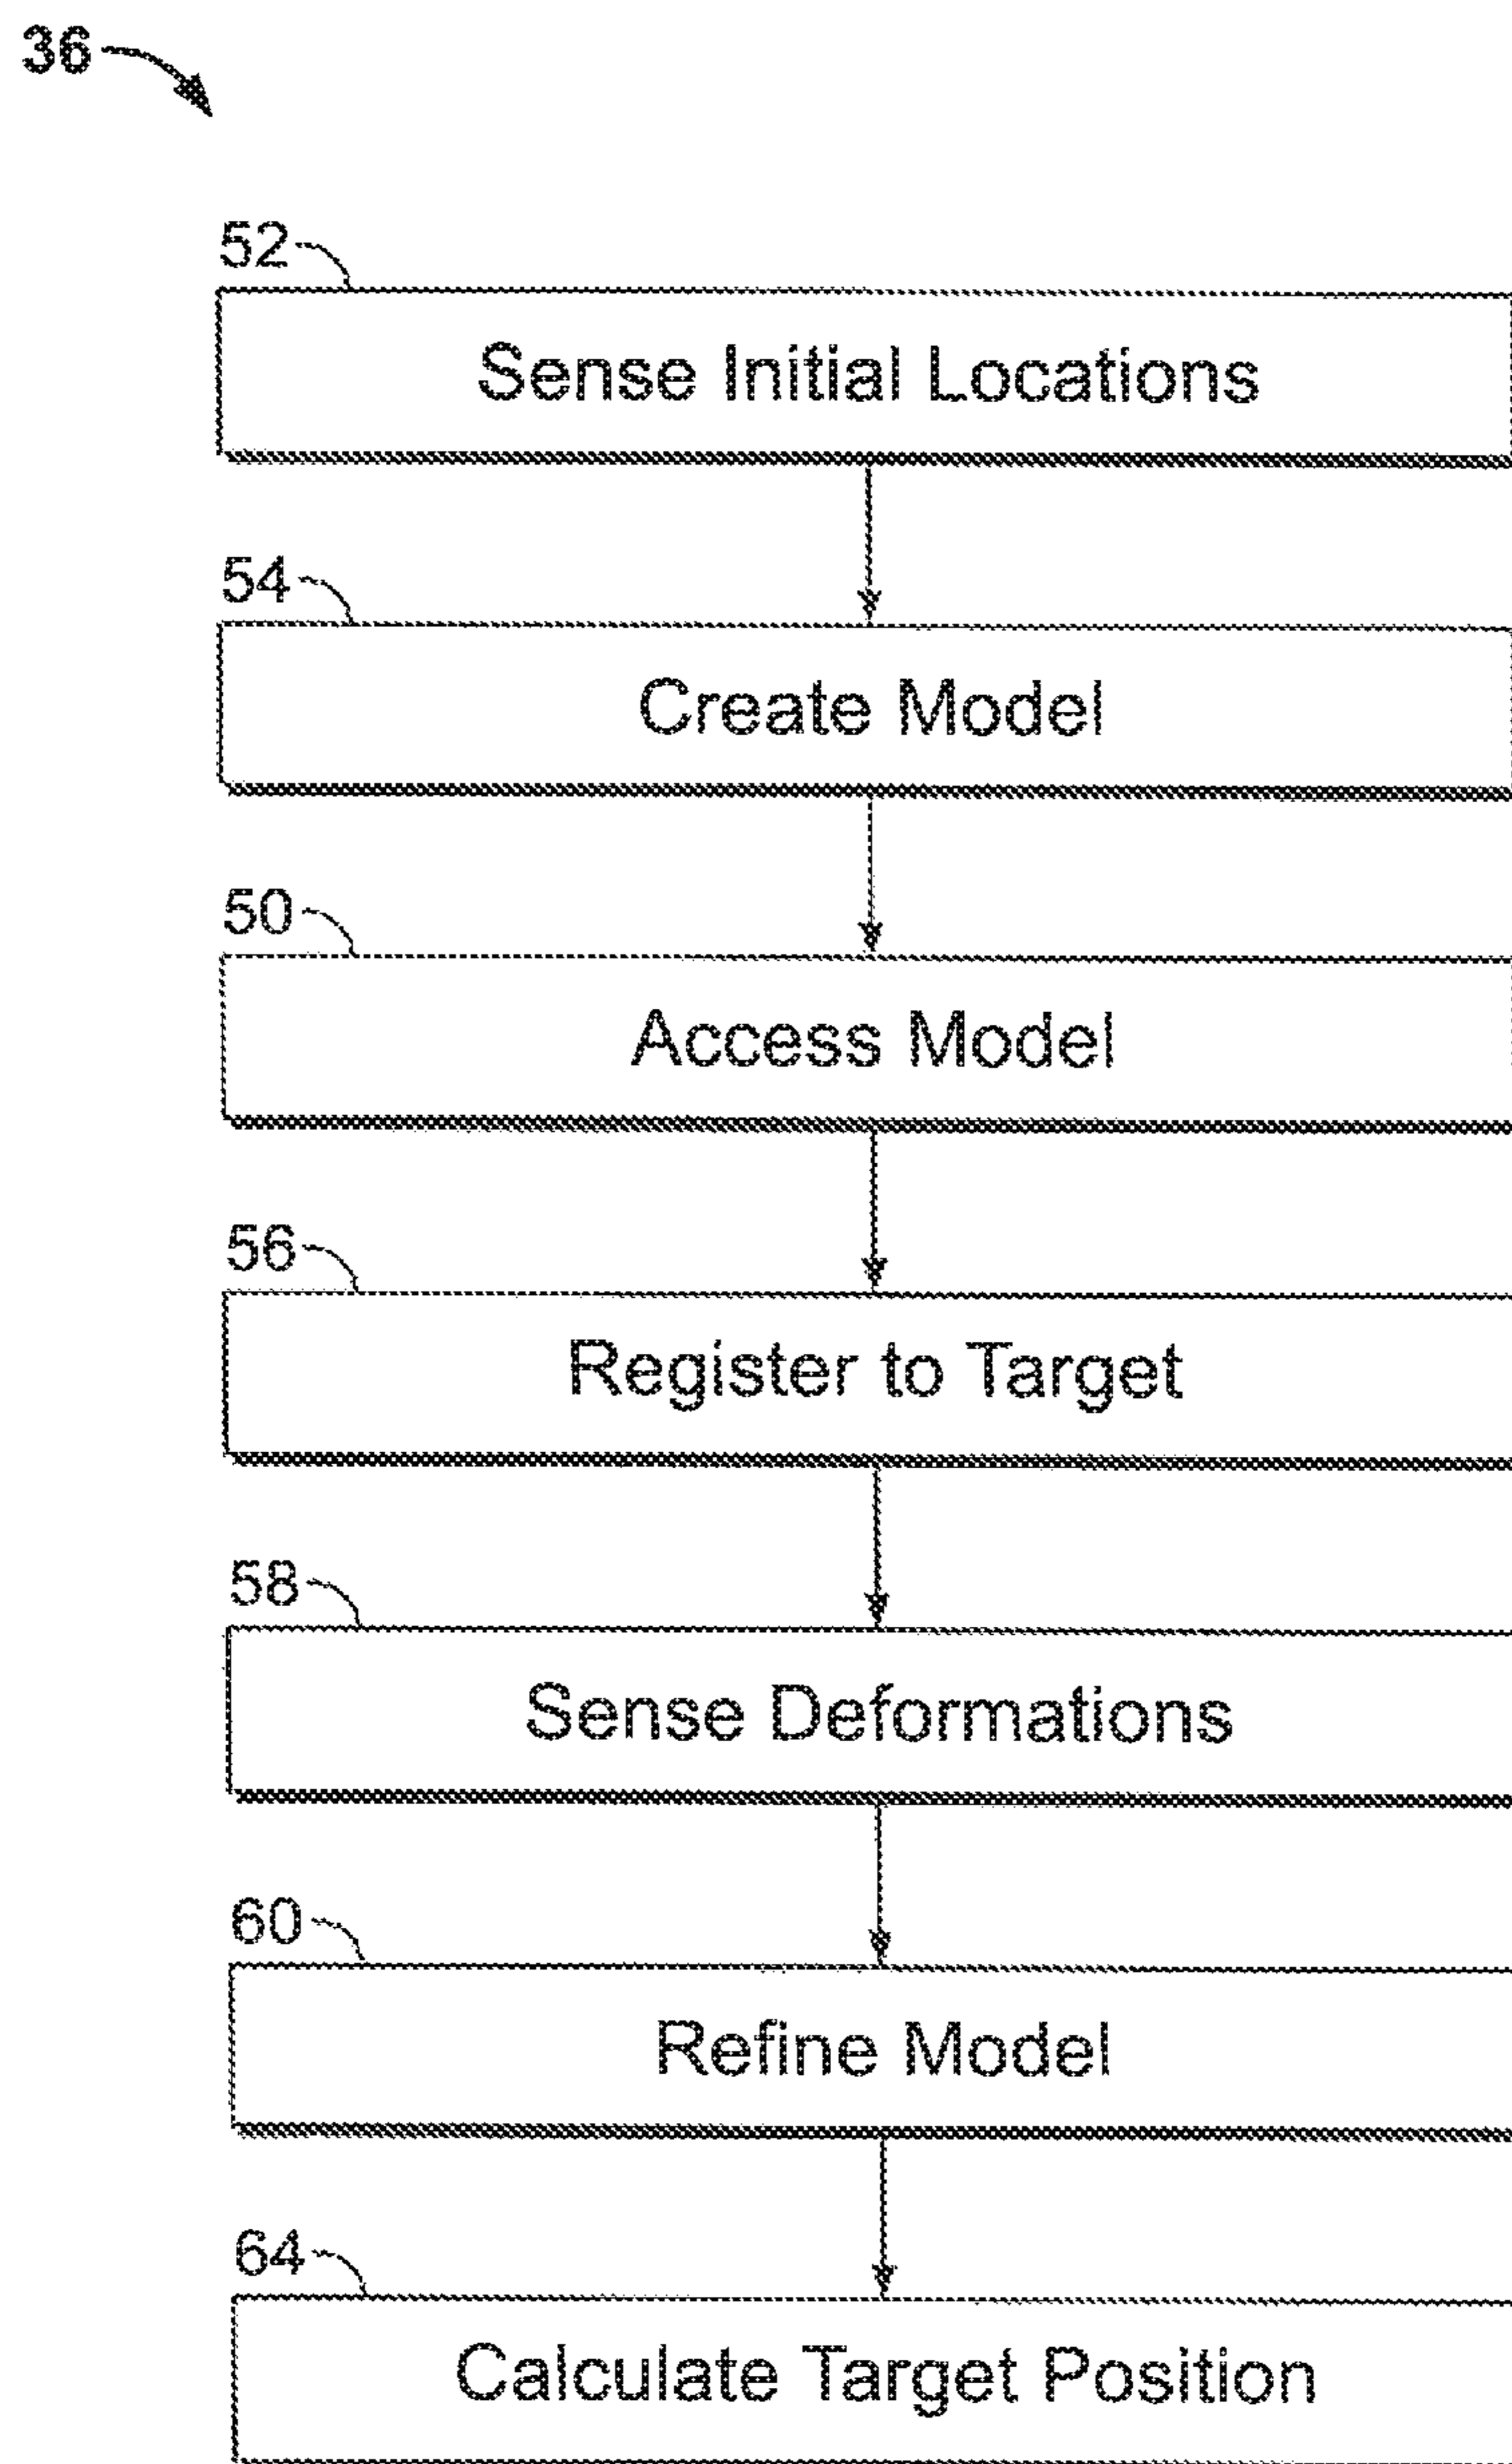 36
52
Sense Initial Locations
54
Create Model
50
Access Model
56
Register to Target
58
Sense Deformations
60
Refine Model
64
Calculate Target Position